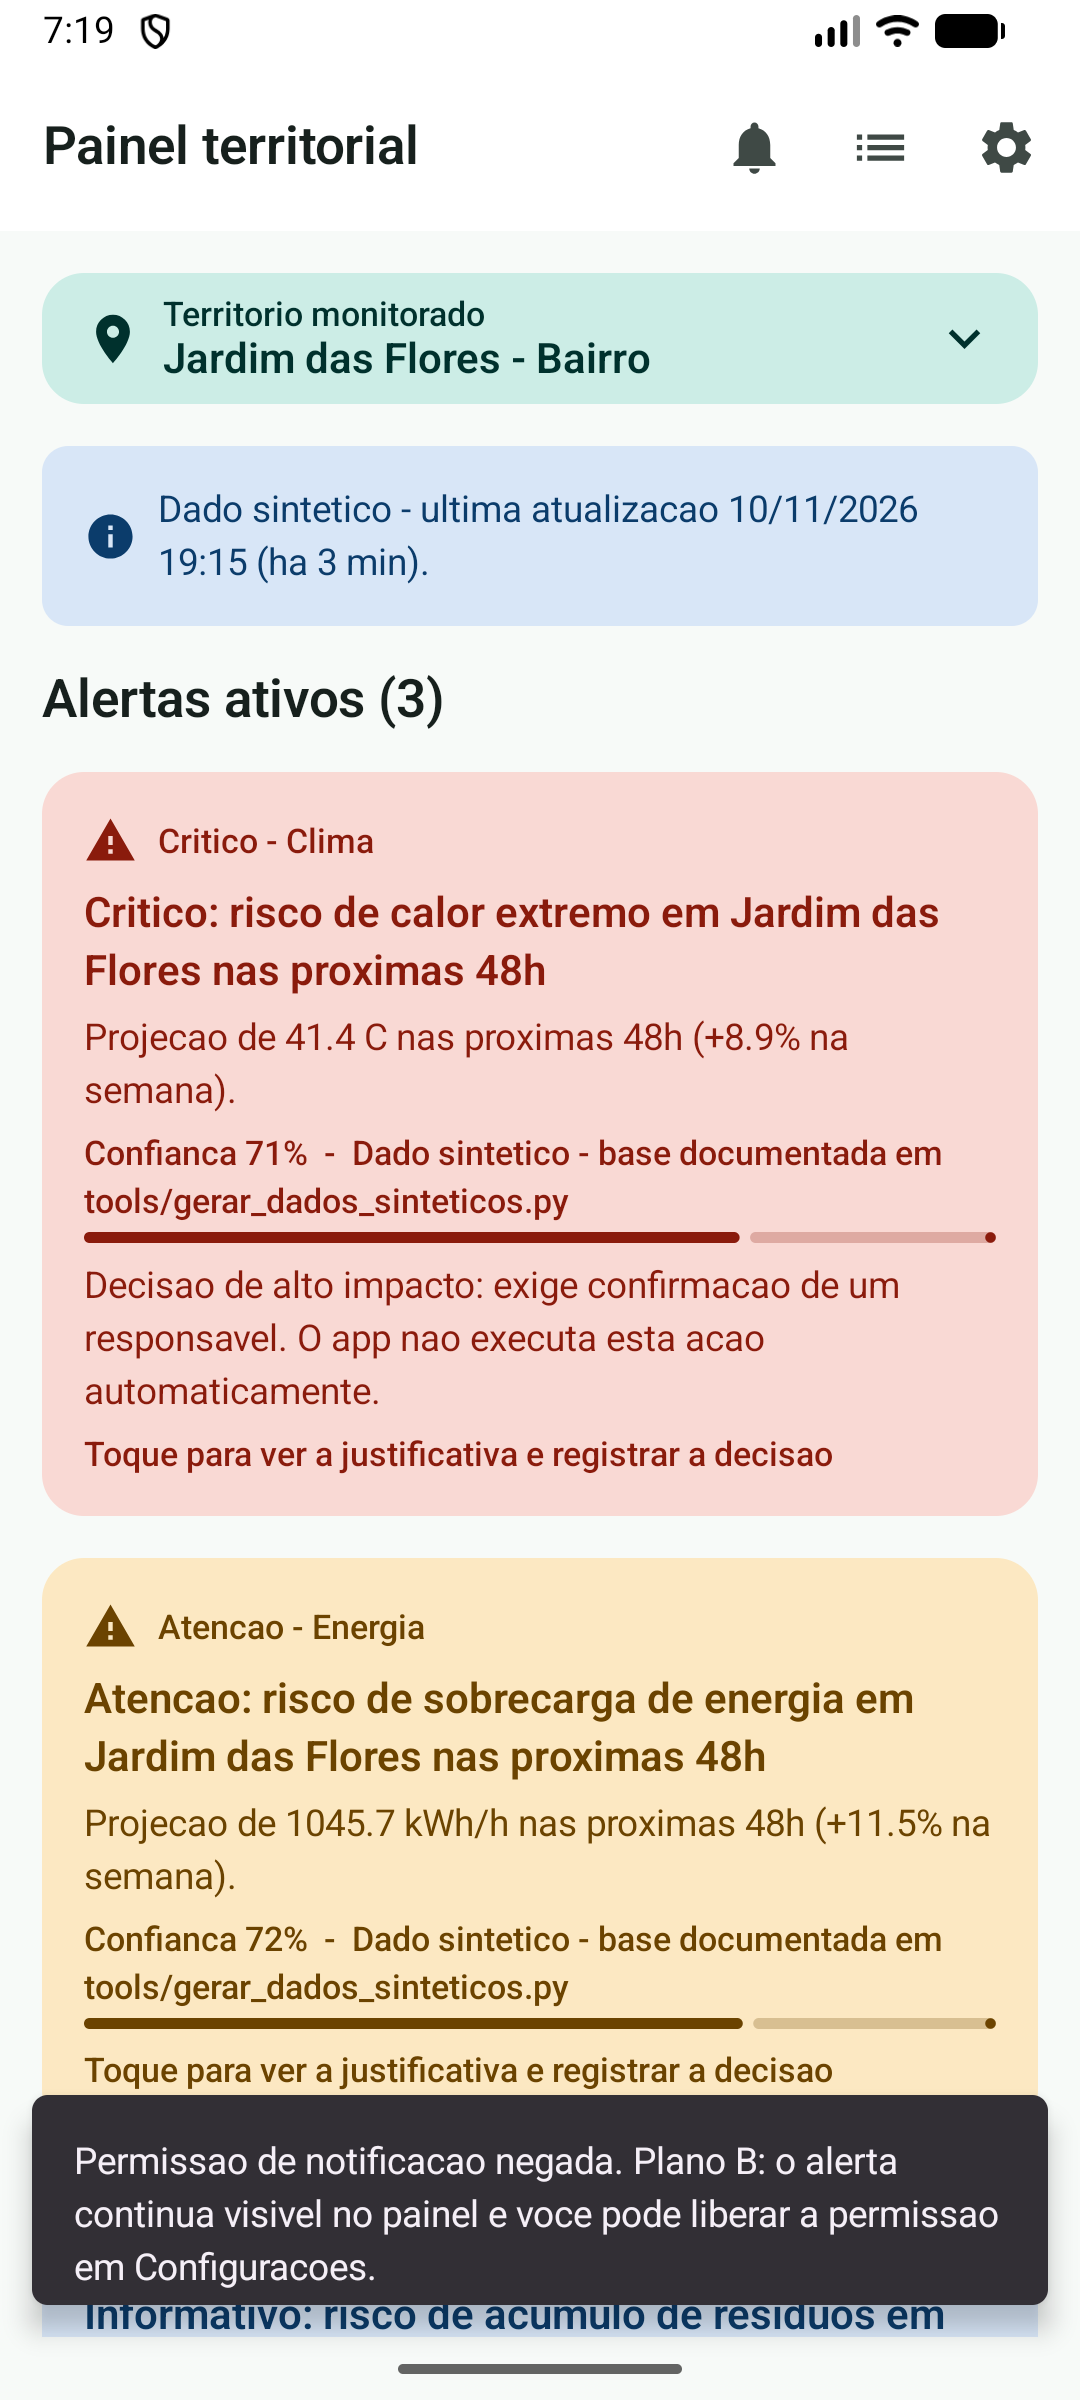 7:19
Painel territorial
Territorio monitorado
Jardim das Flores - Bairro
Dado sintetico - ultima atualizacao 10/11/2026
19:15 (ha 3 min).
Alertas ativos (3)
Critico - Clima
Critico: risco de calor extremo em Jardim das
Flores nas proximas 48h
Projecao de 41.4 C nas proximas 48h (+8.9% na
semana).
Confianca 71% - Dado sintetico - base documentada em
tools/gerar_dados_sinteticos.py
Decisao de alto impacto: exige confirmacao de um
responsavel. O app nao executa esta acao
automaticamente.
Toque para ver a justificativa e registrar a decisao
Atencao - Energia
Atencao: risco de sobrecarga de energia em
Jardim das Flores nas proximas 48h
Projecao de 1045.7 kWh/h nas proximas 48h (+11.5% na
semana).
Confianca 72% - Dado sintetico - base documentada em
tools/gerar_dados_sinteticos.py
Toque para ver a justificativa e registrar a decisao
Permissao de notificacao negada. Plano B: o alerta
continua visivel no painel e voce pode liberar a permissao
em Configuracoes.
Informativo: risco de acumulo de residuos em